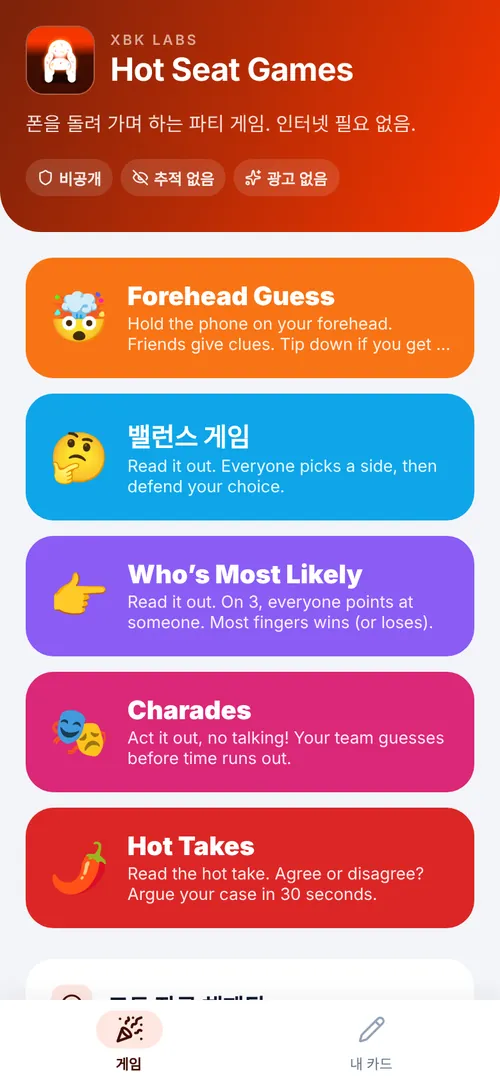 XBK LABS
Hot Seat Games
폰을 돌려 가며 하는 파티 게임. 인터넷 필요 없음.
비공개
추적 없음
광고 없음
Forehead Guess
Hold the phone on your forehead.
Friends give clues. Tip down if you get ...
밸런스 게임
Read it out. Everyone picks a side, then
defend your choice.
Who’s Most Likely
Read it out. On 3, everyone points at
someone. Most fingers wins (or loses).
Charades
Act it out, no talking! Your team guesses
before time runs out.
Hot Takes
Read the hot take. Agree or disagree?
Argue your case in 30 seconds.
게임
내 카드